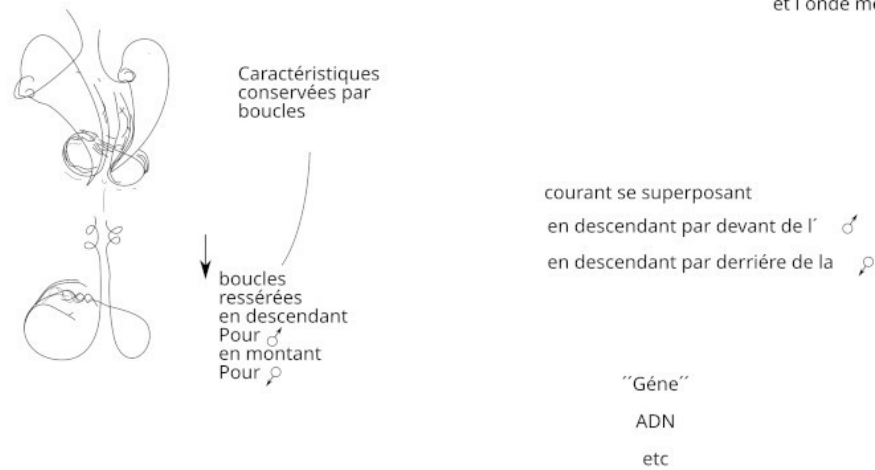 et l'onde
Caractéristiques
conservées par
boucles
courant se superposant
en descendant par devant de l´ ♂
en descendant par derriére de la ♀
boucles
ressérées
en descendant
Pour ♂
en montant
Pour ♀
´´Géne´´
ADN
etc